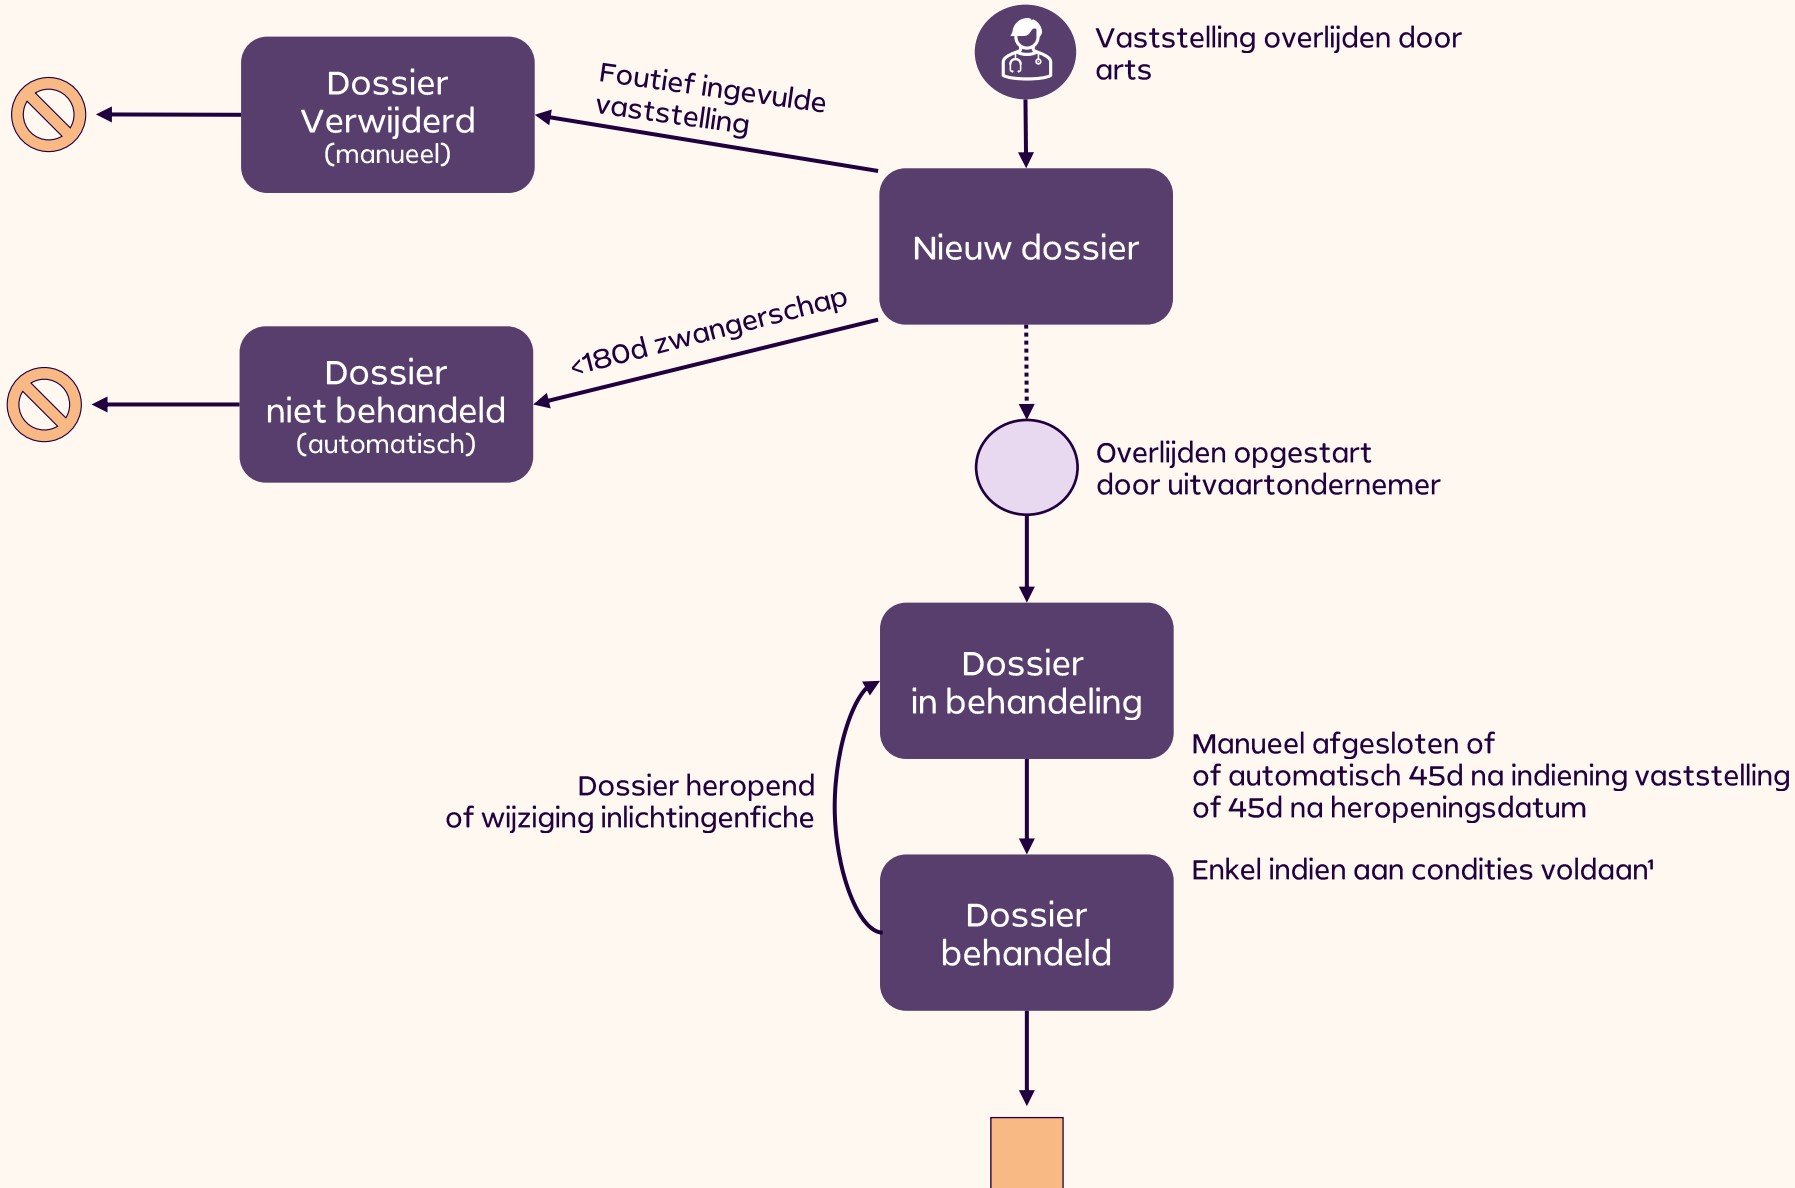 Vaststelling overlijden door
arts
Dossier
Verwijderd
(manueel)
Foutief ingevulde
vaststelling
Nieuw dossier
<180d zwangerschap
Dossier
niet behandeld
(automatisch)
Overlijden opgestart
door uitvaartondernemer
Dossier
in behandeling
Manueel afgesloten of
of automatisch 45d na indiening vaststelling
of 45d na heropeningsdatum
Enkel indien aan condities voldaan¹
Dossier heropend
of wijziging inlichtingenfiche
Dossier
behandeld